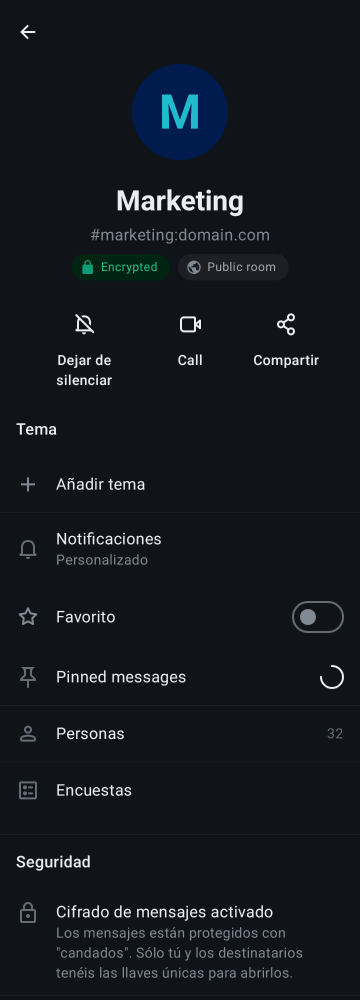 M
Marketing
#marketing:domain.com
Encrypted
Public room
Dejar de
silenciar
Call
Compartir
Tema
Añadir tema
Notificaciones
Personalizado
Favorito
Pinned messages
Personas
32
Encuestas
Seguridad
Cifrado de mensajes activado
Los mensajes están protegidos con
"candados". Sólo tú y los destinatarios
tenéis las llaves únicas para abrirlos.